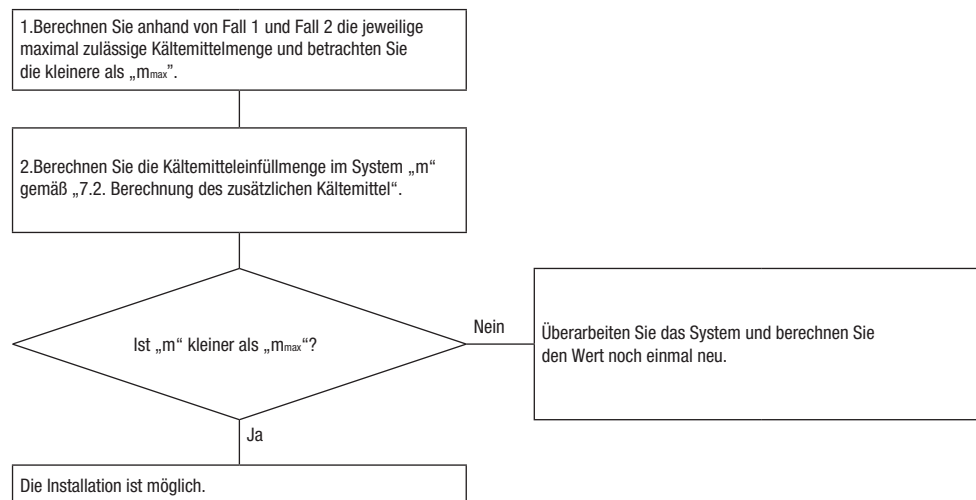 1.Berechnen Sie anhand von Fall 1 und Fall 2 die jeweilige
maximal zulässige Kältemittelmenge und betrachten Sie
die kleinere als „mmax”.
2.Berechnen Sie die Kältemitteleinfüllmenge im System „m“
gemäß „7.2. Berechnung des zusätzlichen Kältemittel“.
Ist „m“ kleiner als „mmax“?
Nein
Überarbeiten Sie das System und berechnen Sie
den Wert noch einmal neu.
Ja
Die Installation ist möglich.